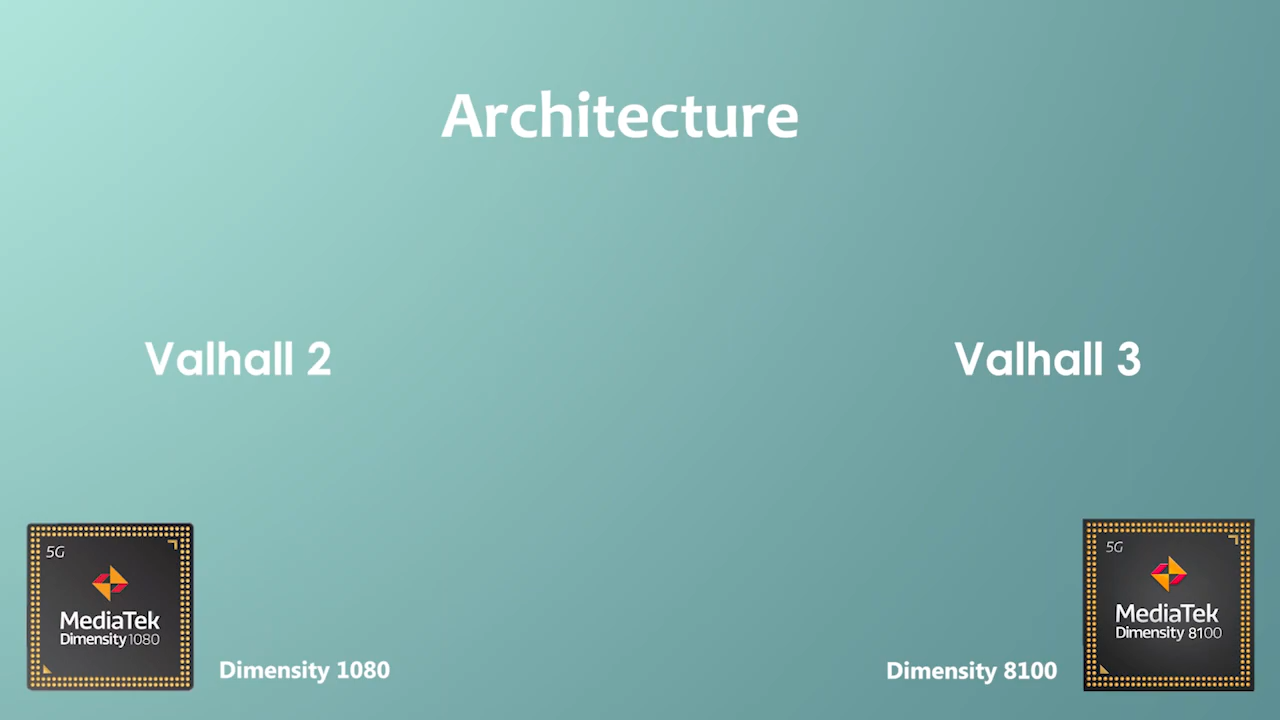 Architecture
Valhall 2
Valhall 3
5G
MediaTek
Dimensity 1080
Dimensity 1080
Dimensity 8100
5G
MediaTek
Dimensity 8100